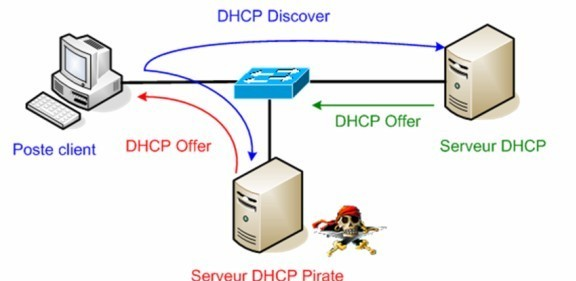 DHCP Discover
DHCP Offer
Poste client
DHCP Offer
Serveur DHCP
Serveur DHCP Pirate